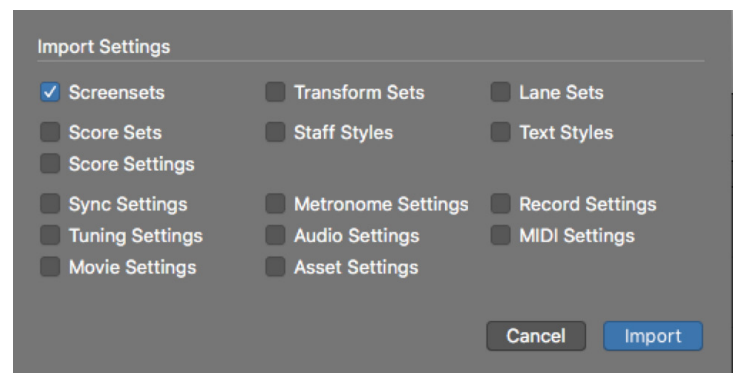 Import Settings
Screensets Transform Sets Lane Sets
Score Sets Staff Styles Text Styles
Score Settings
Sync Settings Metronome Settings Record Settings
Tuning Settings Audio Settings MIDI Settings
Movie Settings Asset Settings
Cancel Import